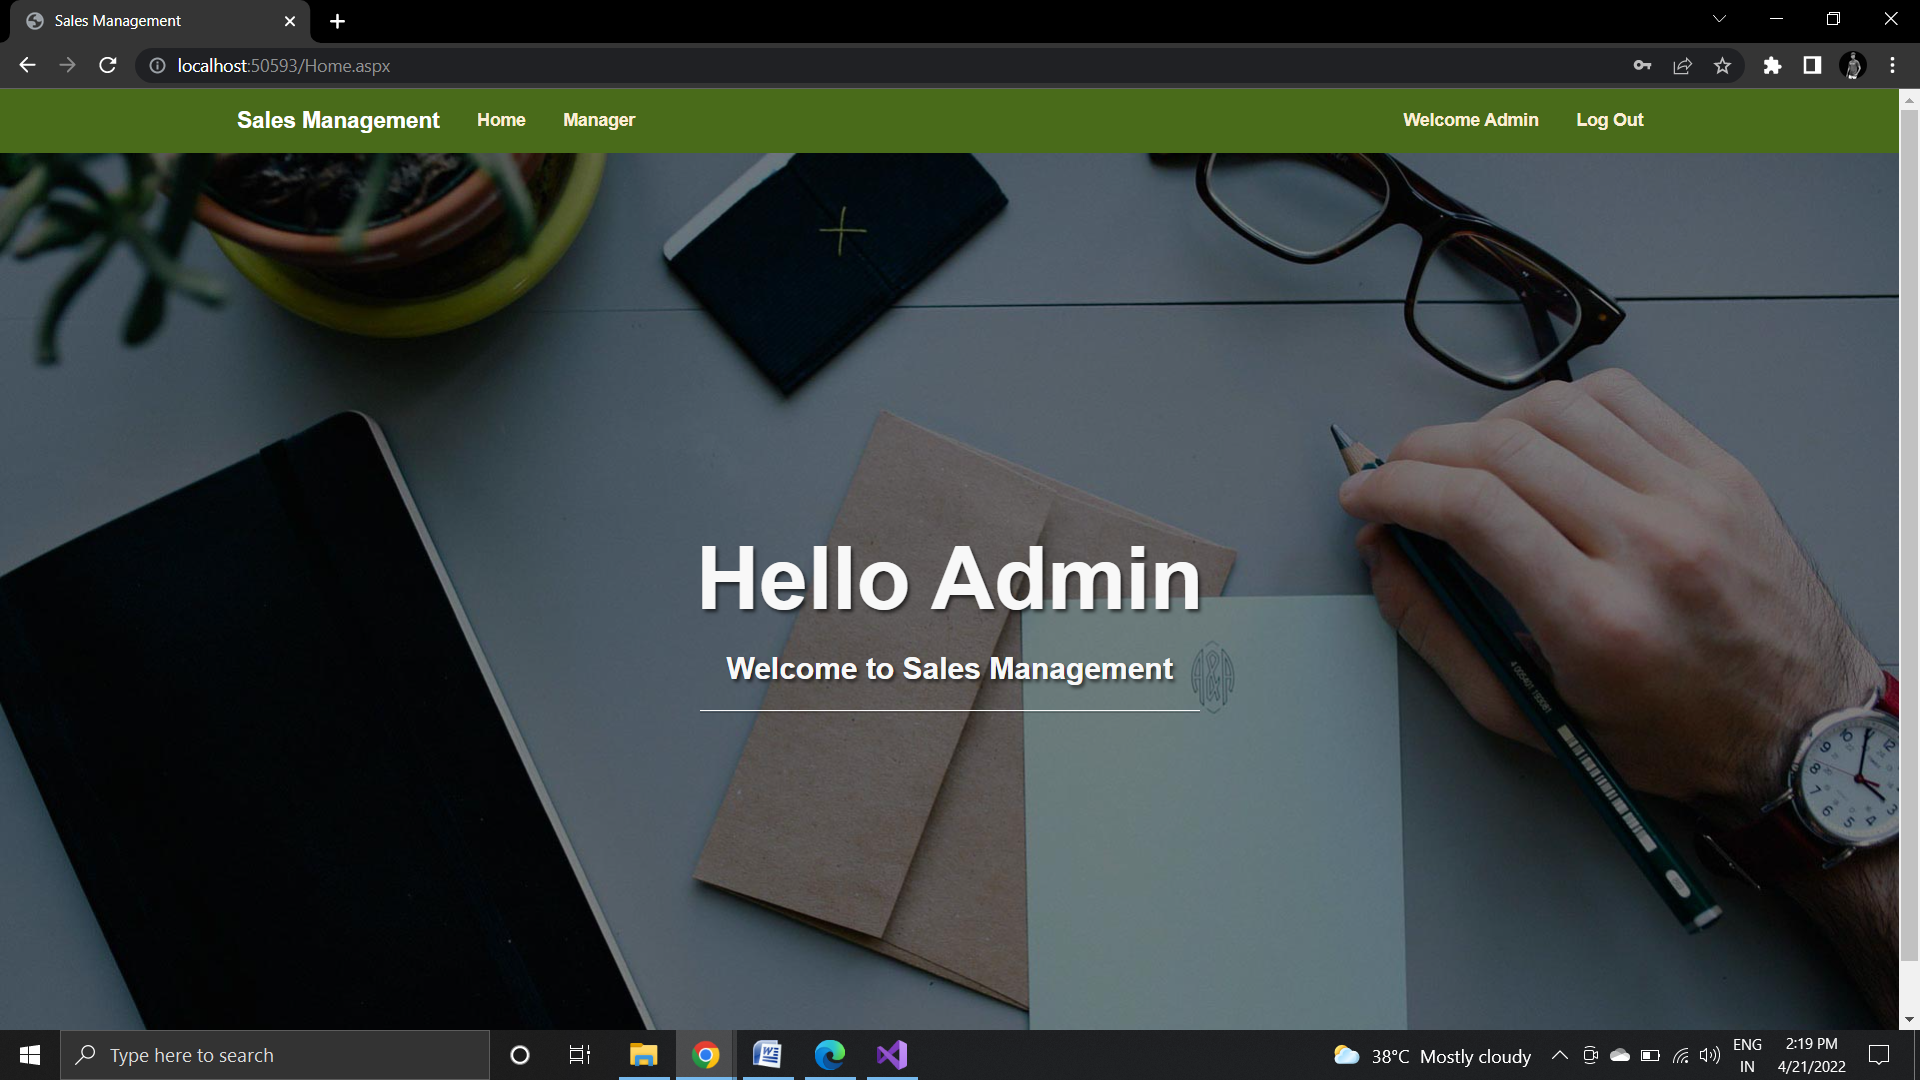 Sales Management
localhost:50593/Home.aspx
Sales Management Home Manager Welcome Admin Log Out
Hello Admin
Welcome to Sales Management
A&A
Type here to search
38°C Mostly cloudy
ENG
IN
2:19 PM
4/21/2022